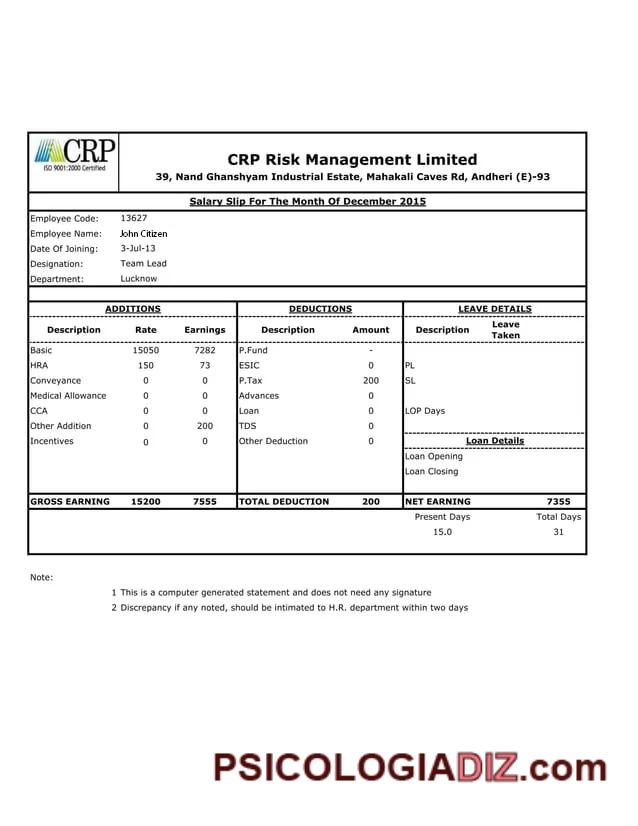 CRP
ISO 9001:2000 Certified
CRP Risk Management Limited
39, Nand Ghanshyam Industrial Estate, Mahakali Caves Rd, Andheri (E)-93
Salary Slip For The Month Of December 2015
Employee Code: 13627
Employee Name: John Citizen
Date Of Joining: 3-Jul-13
Designation: Team Lead
Department: Lucknow
ADDITIONS DEDUCTIONS LEAVE DETAILS
Description Rate Earnings Description Amount Description Leave Taken
Basic 15050 7282 P.Fund -
HRA 150 73 ESIC 0 PL
Conveyance 0 0 P.Tax 200 SL
Medical Allowance 0 0 Advances 0
CCA 0 0 Loan 0 LOP Days
Other Addition 0 200 TDS 0
Incentives 0 0 Other Deduction 0 Loan Details
Loan Opening
Loan Closing
GROSS EARNING 15200 7555 TOTAL DEDUCTION 200 NET EARNING 7355
Present Days Total Days
15.0 31
Note:
1 This is a computer generated statement and does not need any signature
2 Discrepancy if any noted, should be intimated to H.R. department within two days
PSICOLOGIADIZ.com